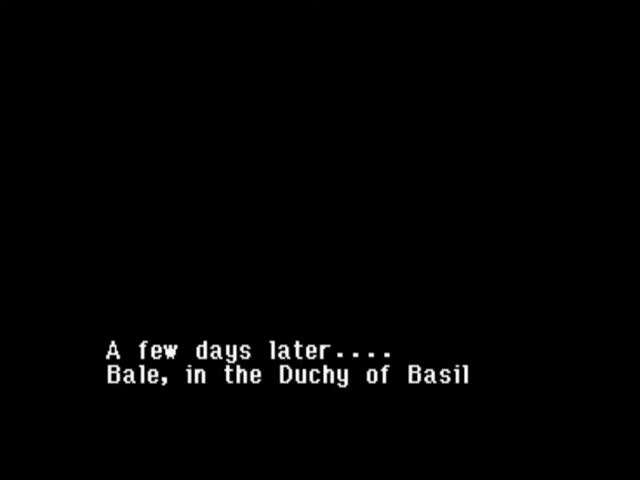 A few days later....
Bale, in the Duchy of Basil